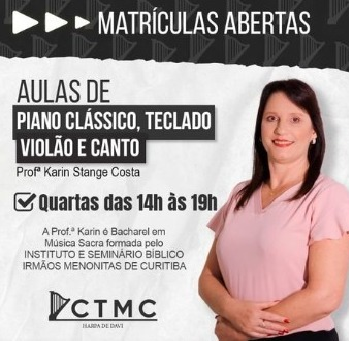 MATRÍCULAS ABERTAS
AULAS DE
PIANO CLÁSSICO, TECLADO
VIOLÃO E CANTO
Profª Karin Stange Costa
Quartas das 14h às 19h
A Prof.ª Karin é Bacharel em
Música Sacra formada pelo
INSTITUTO E SEMINÁRIO BÍBLICO
IRMÃOS MENONITAS DE CURITIBA
CTMC
HARPA DE DAVI